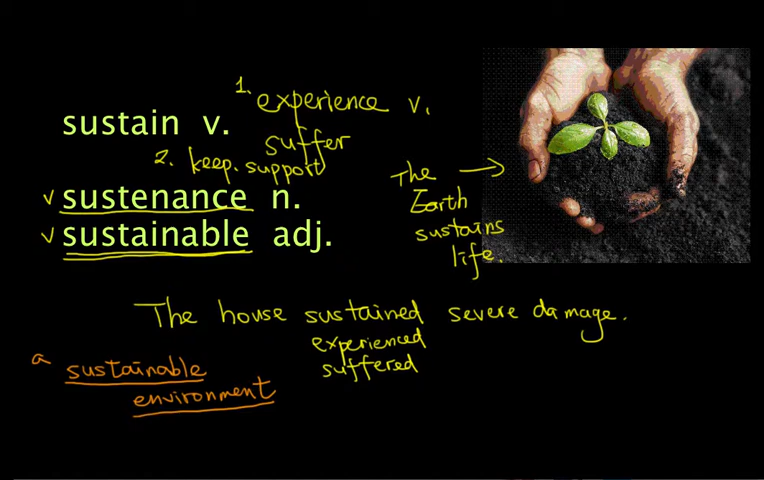 sustain v.
1. experience v.
suffer
2. keep. support
sustenance n.
sustainable adj.
The →
Earth
sustains
life.
The house sustained severe damage.
experienced
suffered
a sustainable
environment